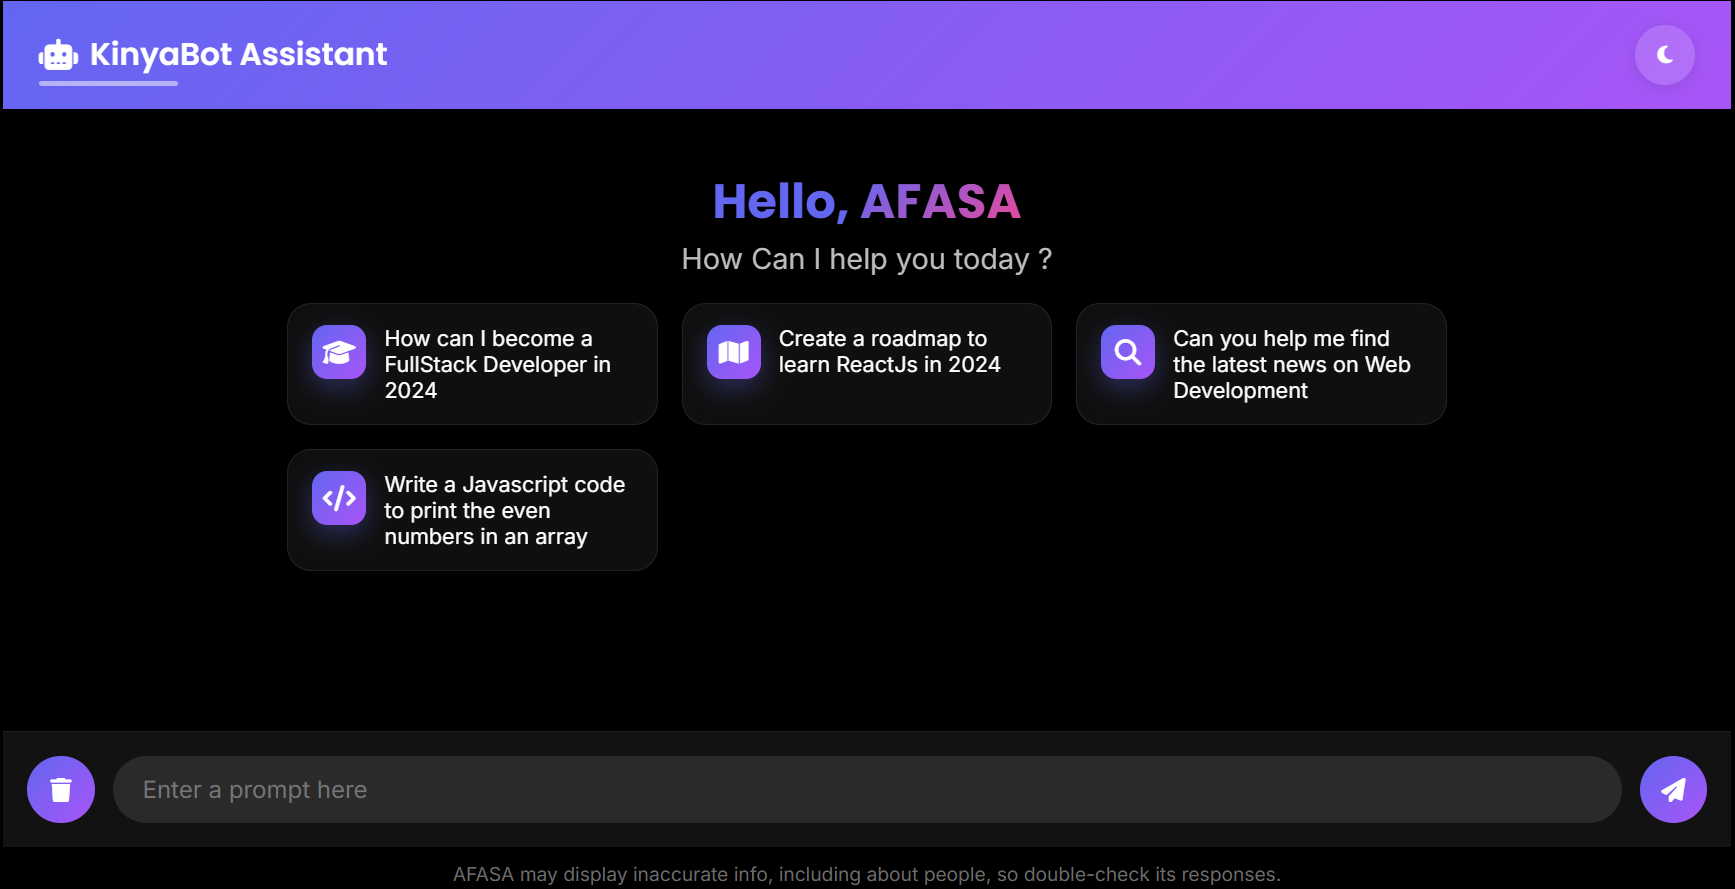 KinyaBot Assistant
Hello, AFASA
How Can I help you today ?
How can I become a
FullStack Developer in
2024
Create a roadmap to
learn ReactJs in 2024
Can you help me find
the latest news on Web
Development
Write a Javascript code
to print the even
numbers in an array
Enter a prompt here
AFASA may display inaccurate info, including about people, so double-check its responses.